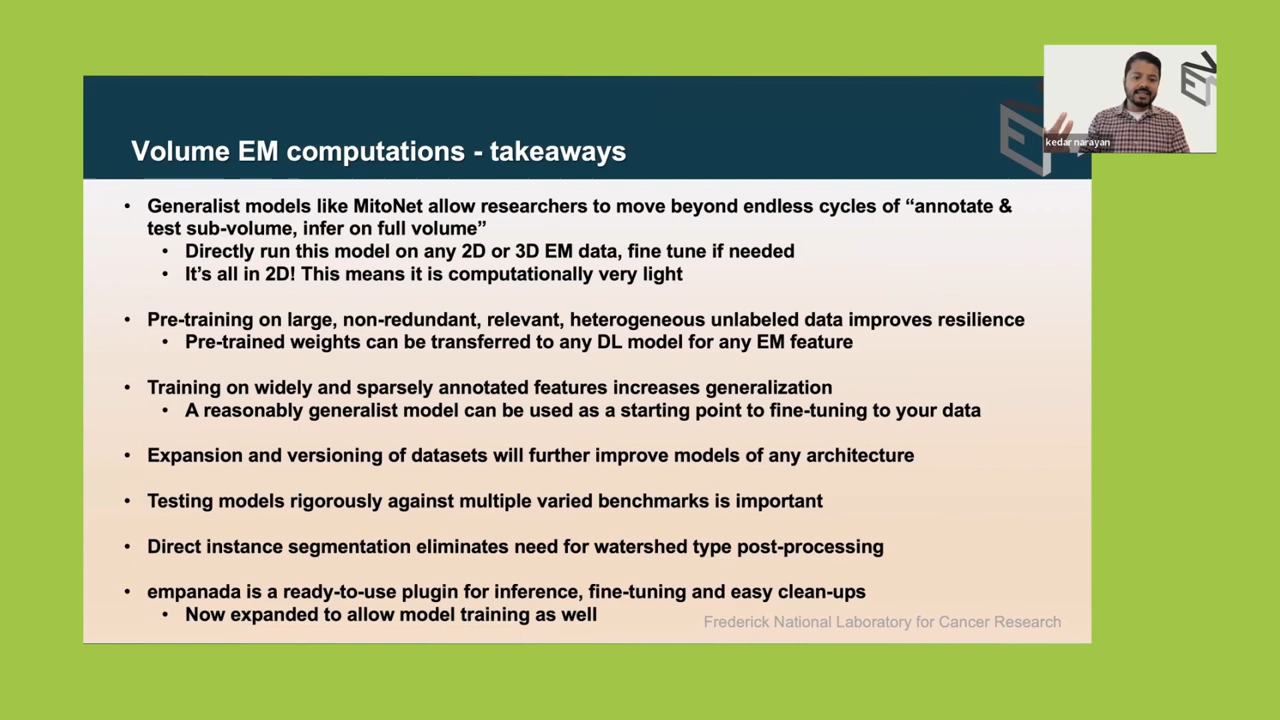 Volume EM computations - takeaways
kedar narayan
• Generalist models like MitoNet allow researchers to move beyond endless cycles of “annotate &
test sub-volume, infer on full volume”
• Directly run this model on any 2D or 3D EM data, fine tune if needed
• It’s all in 2D! This means it is computationally very light
• Pre-training on large, non-redundant, relevant, heterogeneous unlabeled data improves resilience
• Pre-trained weights can be transferred to any DL model for any EM feature
• Training on widely and sparsely annotated features increases generalization
• A reasonably generalist model can be used as a starting point to fine-tuning to your data
• Expansion and versioning of datasets will further improve models of any architecture
• Testing models rigorously against multiple varied benchmarks is important
• Direct instance segmentation eliminates need for watershed type post-processing
• empanada is a ready-to-use plugin for inference, fine-tuning and easy clean-ups
• Now expanded to allow model training as well
Frederick National Laboratory for Cancer Research